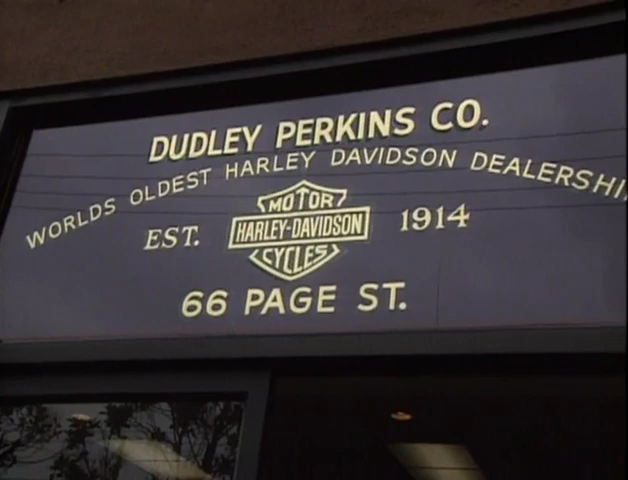 DUDLEY PERKINS CO.
WORLDS OLDEST HARLEY DAVIDSON DEALERSHI
EST.
MOTOR
HARLEY-DAVIDSON
CYCLES
1914
66 PAGE ST.